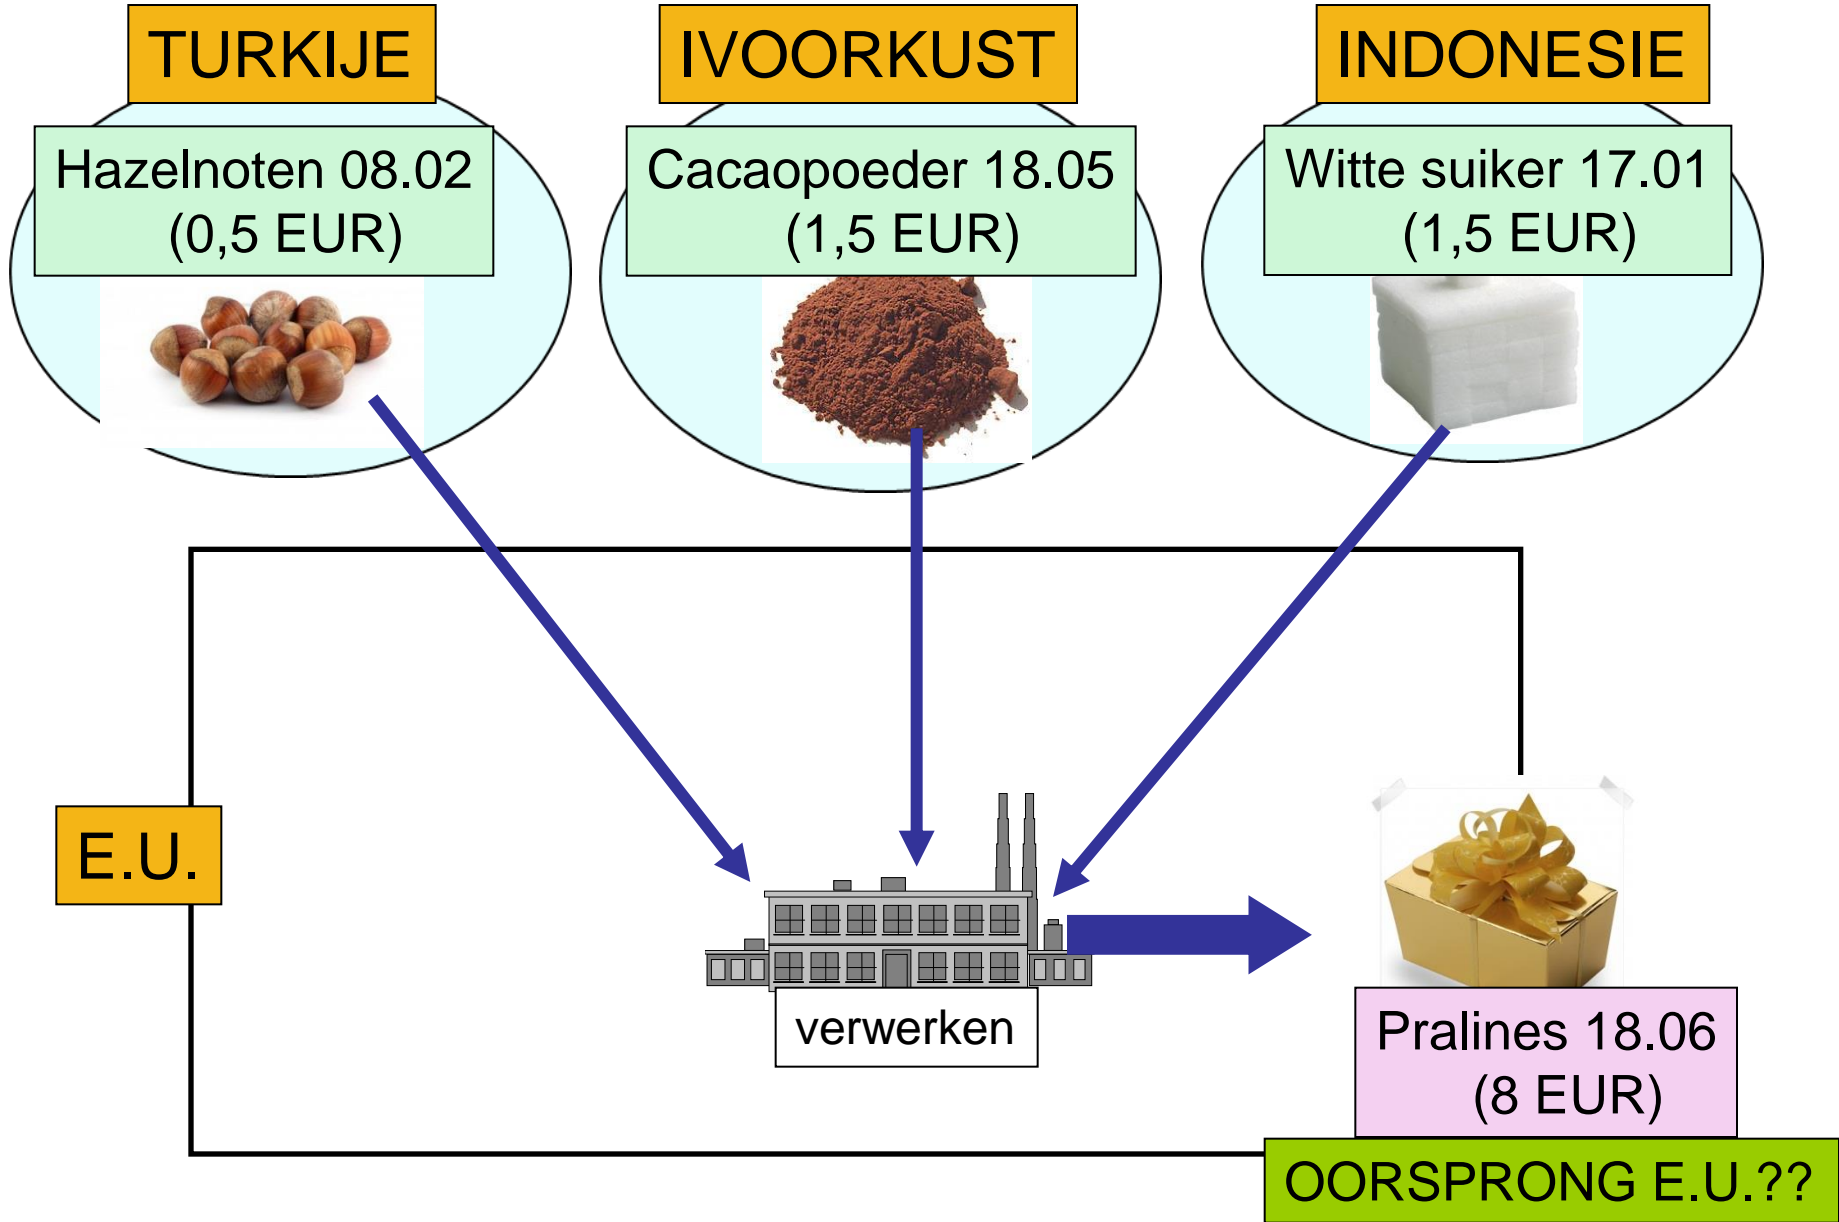 TURKIJE
Hazelnoten 08.02
(0,5 EUR)
IVOORKUST
Cacaopoeder 18.05
(1,5 EUR)
INDONESIE
Witte suiker 17.01
(1,5 EUR)
E.U.
verwerken
Pralines 18.06
(8 EUR)
OORSPRONG E.U.??